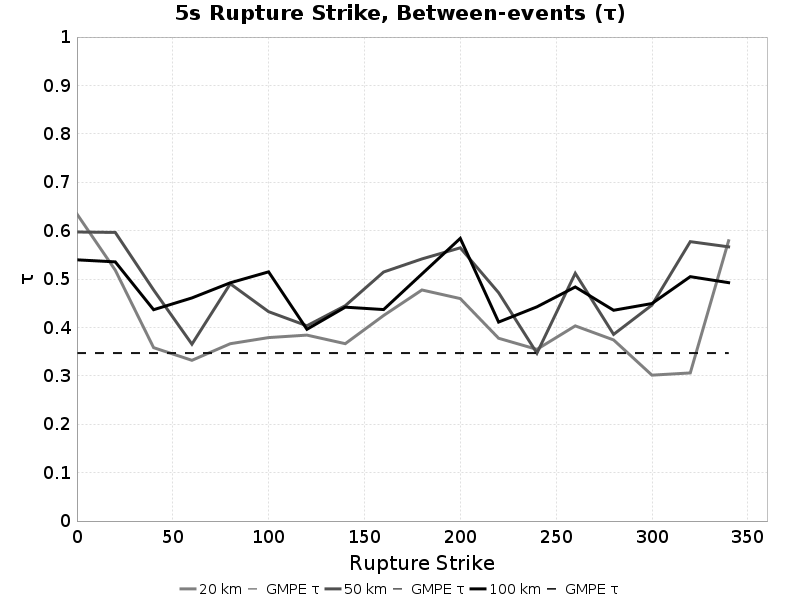 5s Rupture Strike, Between-events (τ)
1
0.9
0.8
0.7
0.6
0.5
0.4
0.3
0.2
0.1
0
τ
0 50 100 150 200 250 300 350
Rupture Strike
20 km GMPE τ 50 km GMPE τ 100 km GMPE τ